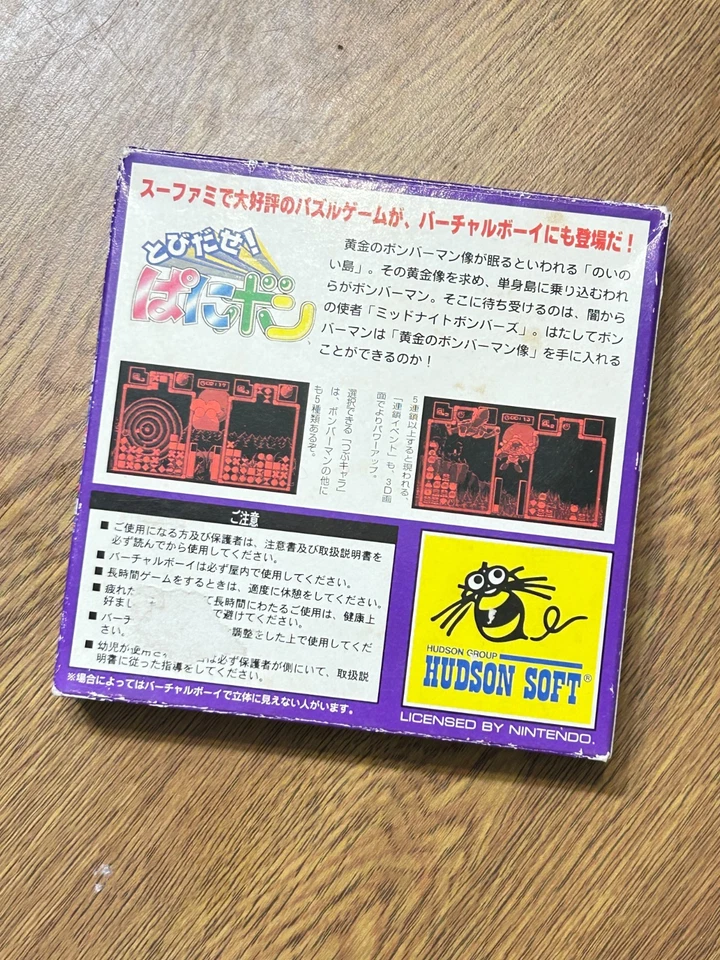 スーファミで大好評のパズルゲームが、バーチャルボーイにも登場だ！
とびだせ！
ぱにボン
黄金のボンバーマン像が眠るといわれる「のいの
い島」。その黄金像を求め、単身島に乗り込むわれ
らがボンバーマン。そこに待ち受けるのは、闇から
の使者「ミッドナイトボンバーズ」。はたしてボン
バーマンは「黄金のボンバーマン像」を手に入れる
ことができるのか！
選択できる「つぶキャラ」
は、ボンバーマンの他に
も5種類あるぞ。
5連鎖以上すると現われる、
「連鎖イベント」も、3D画
面でよりパワーアップ。
ご注意
■ご使用になる方及び保護者は、注意書及び取扱説明書を
必ず読んでから使用してください。
■バーチャルボーイは必ず屋内で使用してください。
■長時間ゲームをするときは、適度に休憩をしてください。
■疲れた
て長時間にわたるご使用は、健康上
好まし
で避けてください。
■バーチ
調整をした上で使用してくだ
さい。
■幼児が使用
は必ず保護者が側にいて、取扱説
明書に従った指導をしてください。
※場合によってはバーチャルボーイで立体に見えない人がいます。
HUDSON GROUP
HUDSON SOFT®
LICENSED BY NINTENDO.